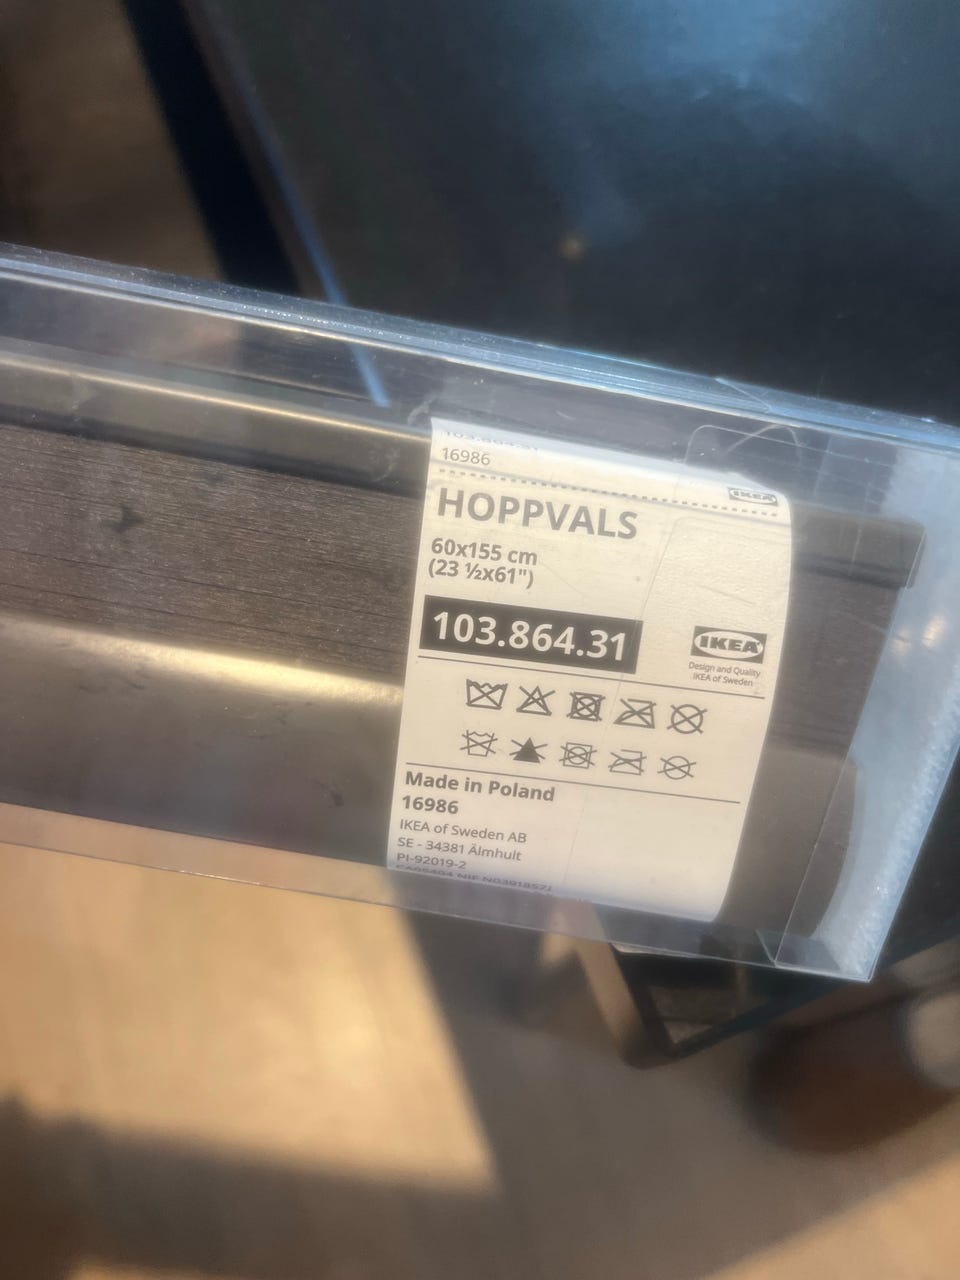 16986
IKEA
HOPPVALS
60x155 cm
(23 ½x61")
103.864.31
IKEA
Design and Quality
IKEA of Sweden
Made in Poland
16986
IKEA of Sweden AB
SE - 34381 Älmhult
PI-92019-2